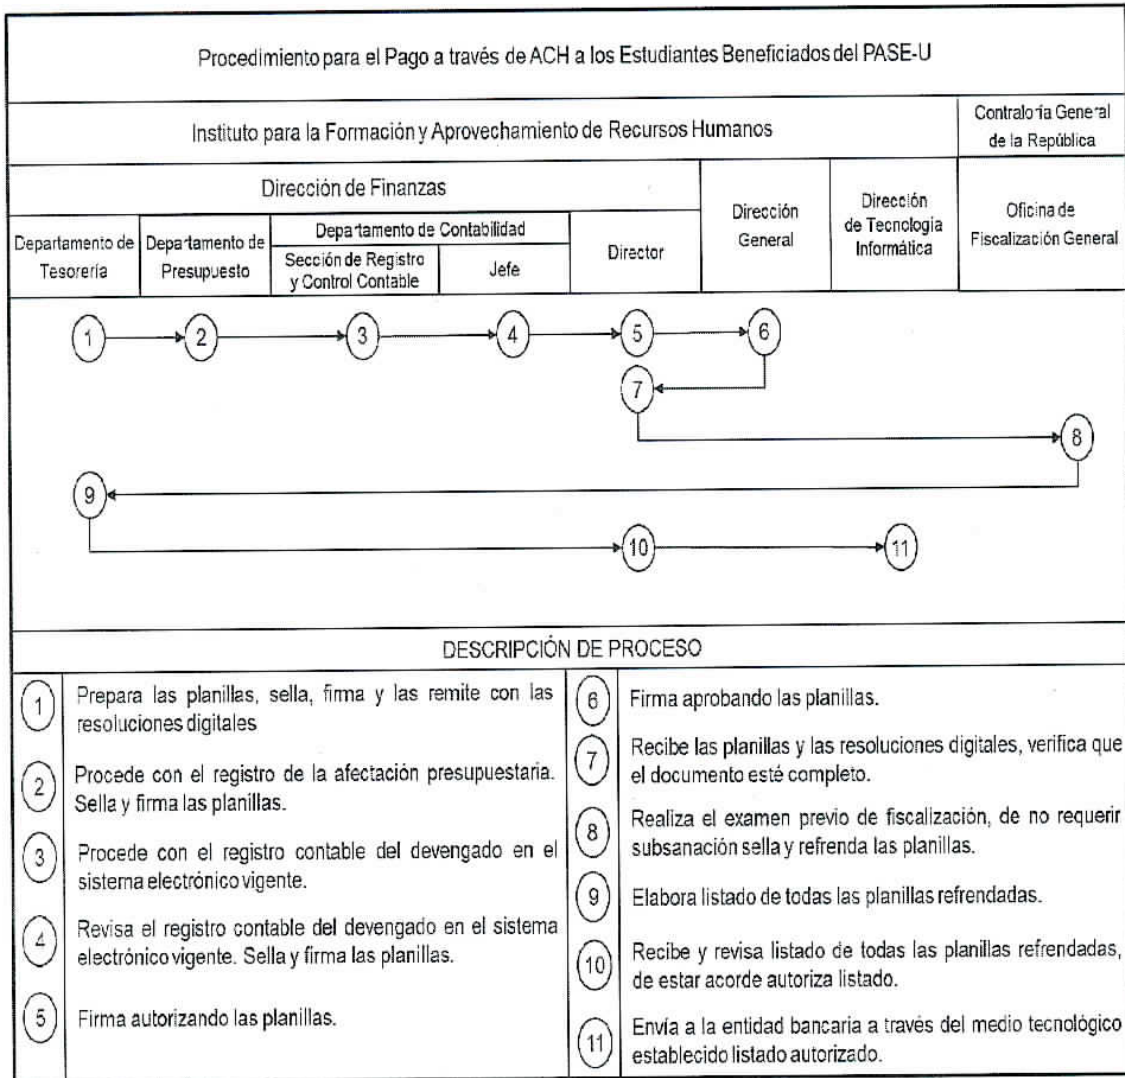 Procedimiento para el Pago a través de ACH a los Estudiantes Beneficiados del PASE-U
Instituto para la Formación y Aprovechamiento de Recursos Humanos
Contraloría General
de la República
Dirección de Finanzas
Dirección
General
Dirección
de Tecnología
Informática
Oficina de
Fiscalización General
Departamento de
Tesorería
Departamento de
Presupuesto
Departamento de Contabilidad
Sección de Registro
y Control Contable
Jefe
Director
1
2
3
4
5
6
7
8
9
10
11
DESCRIPCIÓN DE PROCESO
1
Prepara las planillas, sella, firma y las remite con las
resoluciones digitales
2
Procede con el registro de la afectación presupuestaria.
Sella y firma las planillas.
3
Procede con el registro contable del devengado en el
sistema electrónico vigente.
4
Revisa el registro contable del devengado en el sistema
electrónico vigente. Sella y firma las planillas.
5
Firma autorizando las planillas.
6
Firma aprobando las planillas.
7
Recibe las planillas y las resoluciones digitales, verifica que
el documento esté completo.
8
Realiza el examen previo de fiscalización, de no requerir
subsanación sella y refrenda las planillas.
9
Elabora listado de todas las planillas refrendadas.
10
Recibe y revisa listado de todas las planillas refrendadas,
de estar acorde autoriza listado.
11
Envía a la entidad bancaria a través del medio tecnológico
establecido listado autorizado.